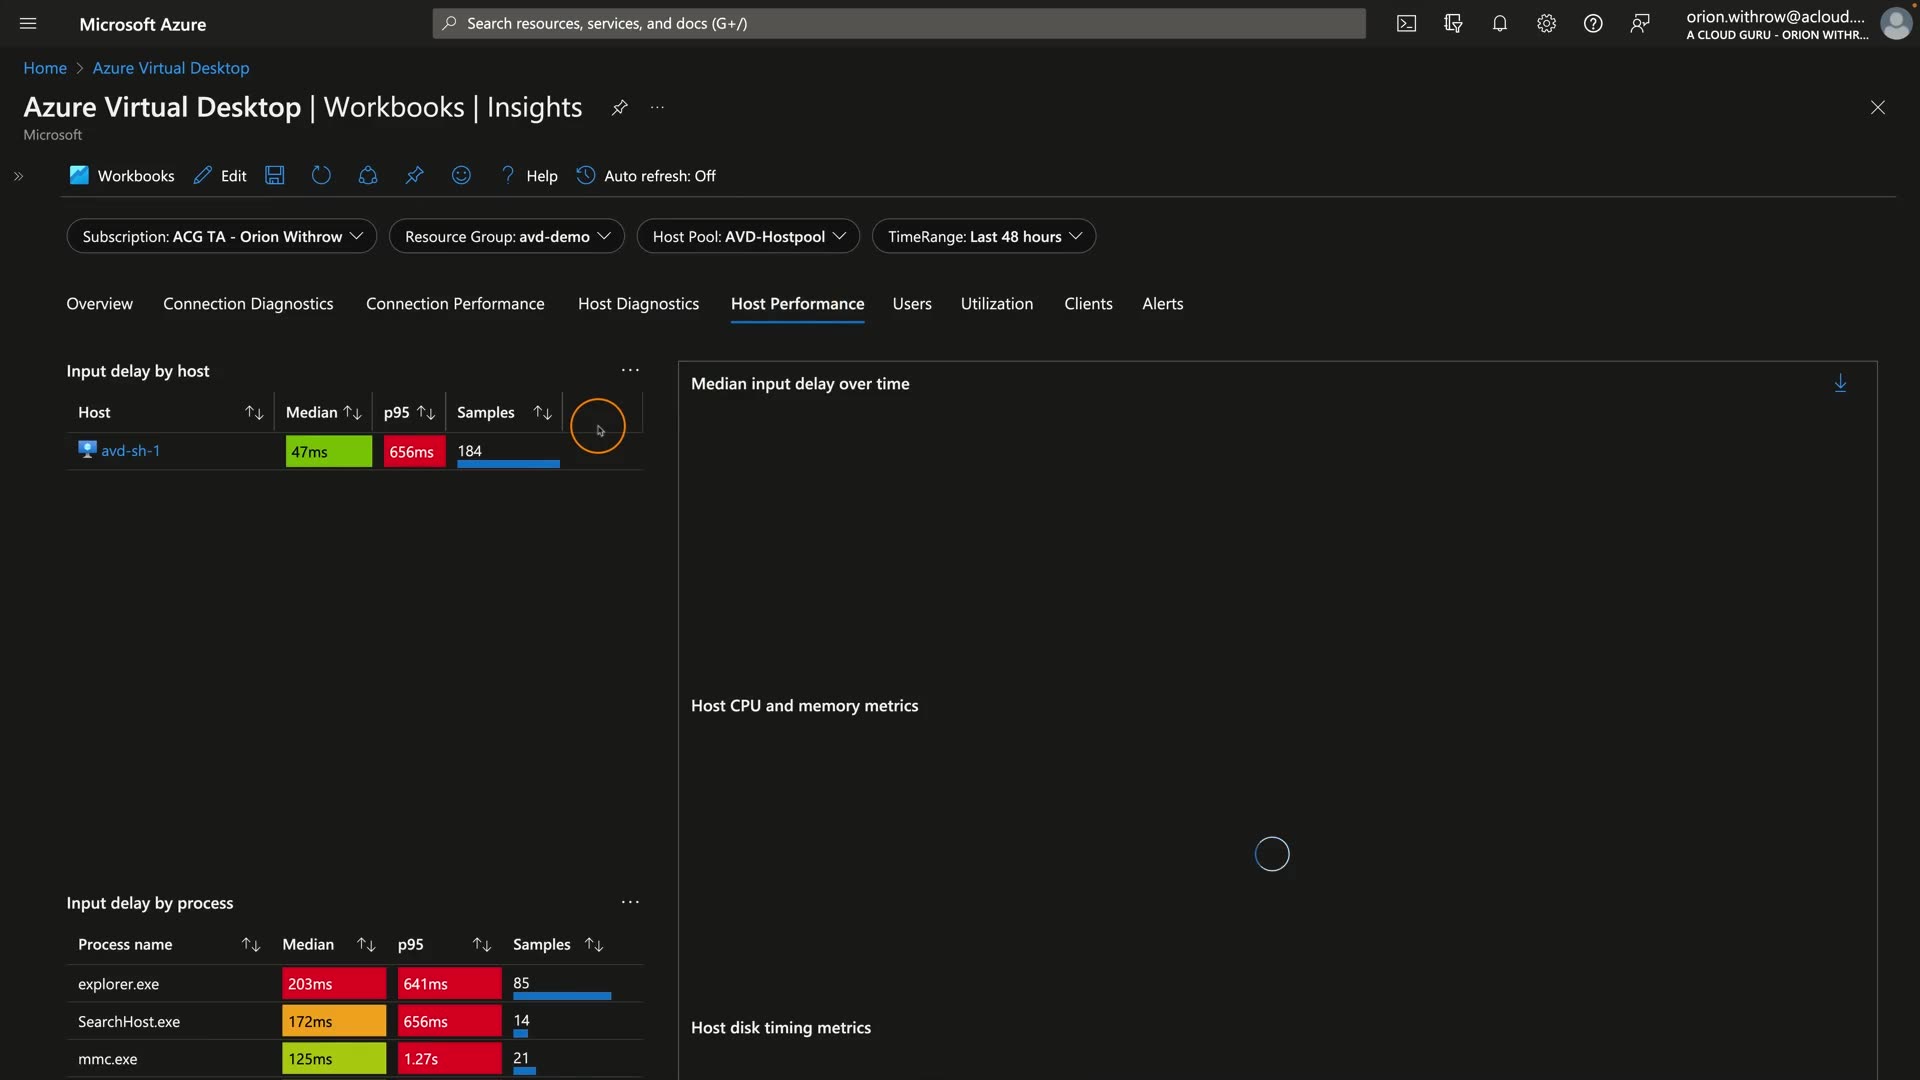 Microsoft Azure
Search resources, services, and docs (G+/)
orion.withrow@acloud....
A CLOUD GURU - ORION WITHR...
Home > Azure Virtual Desktop
Azure Virtual Desktop | Workbooks | Insights
Microsoft
Workbooks Edit Help Auto refresh: Off
Subscription: ACG TA - Orion Withrow Resource Group: avd-demo Host Pool: AVD-Hostpool TimeRange: Last 48 hours
Overview Connection Diagnostics Connection Performance Host Diagnostics Host Performance Users Utilization Clients Alerts
Input delay by host
Host Median p95 Samples
avd-sh-1 47ms 656ms 184
Median input delay over time
Host CPU and memory metrics
Input delay by process
Process name Median p95 Samples
explorer.exe 203ms 641ms 85
SearchHost.exe 172ms 656ms 14
mmc.exe 125ms 1.27s 21
Host disk timing metrics